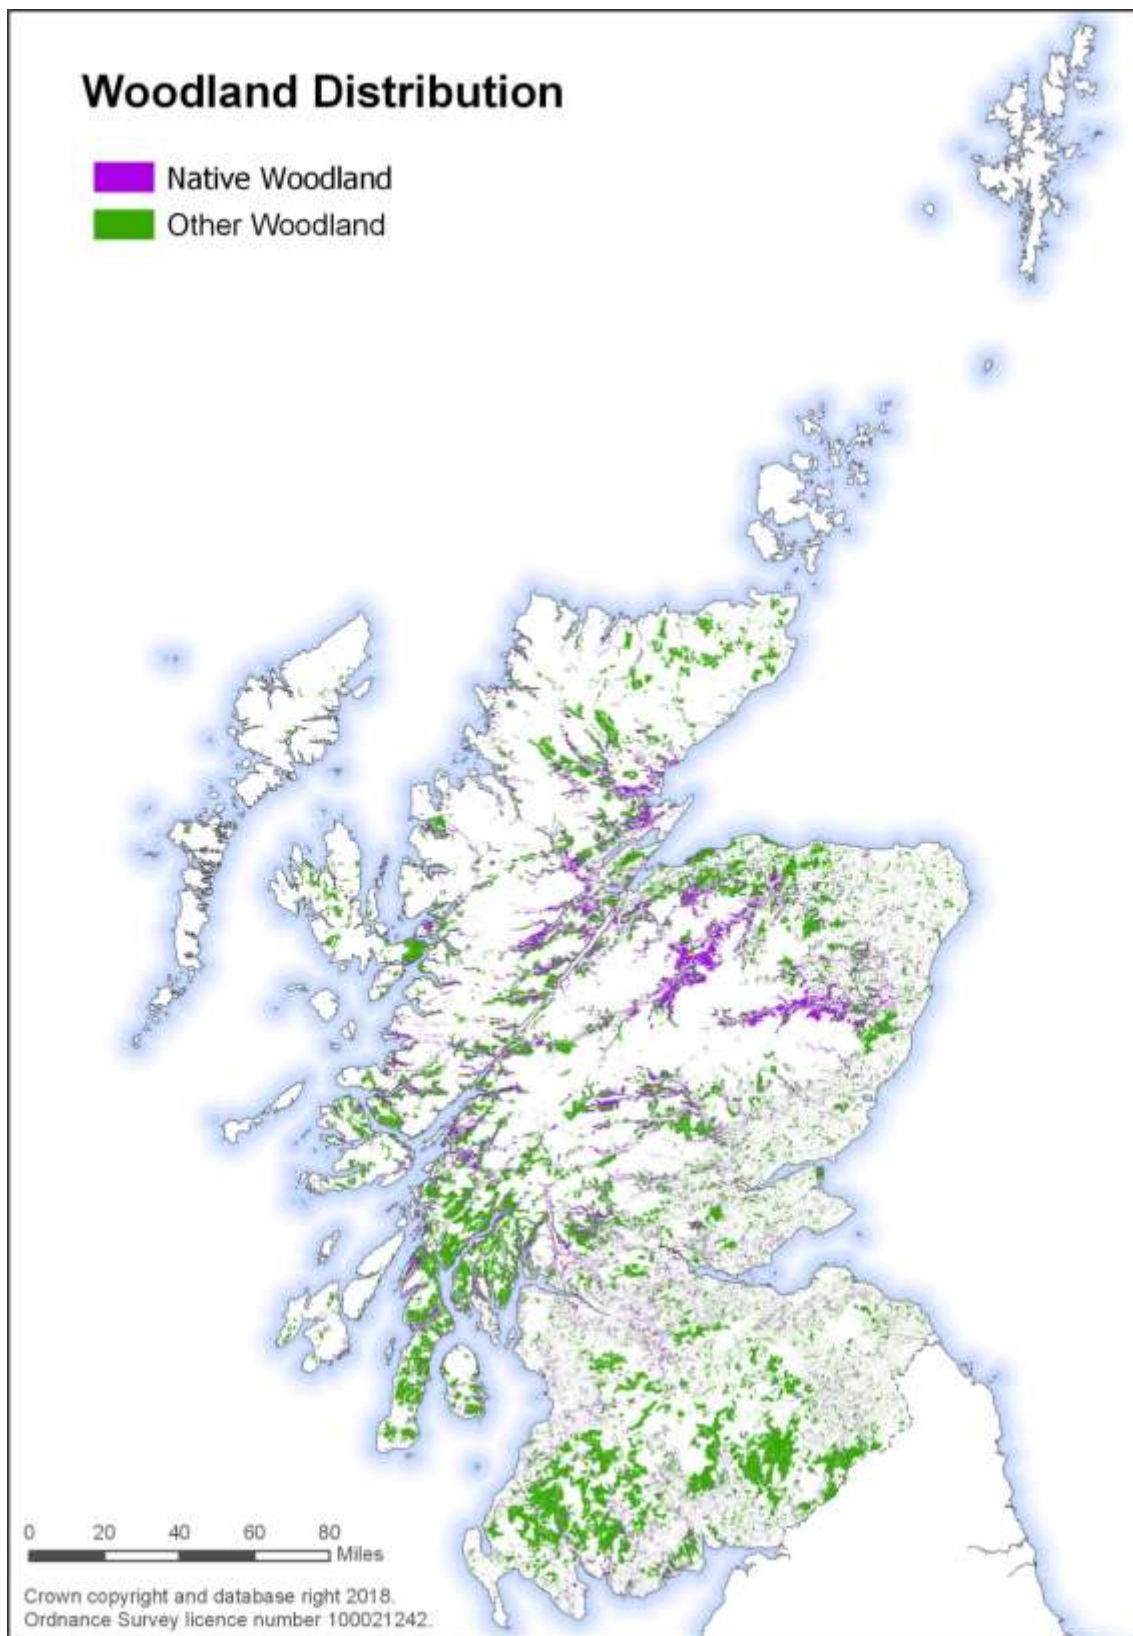 Woodland Distribution
Native Woodland
Other Woodland
0 20 40 60 80
Miles
Crown copyright and database right 2018.
Ordnance Survey licence number 100021242.